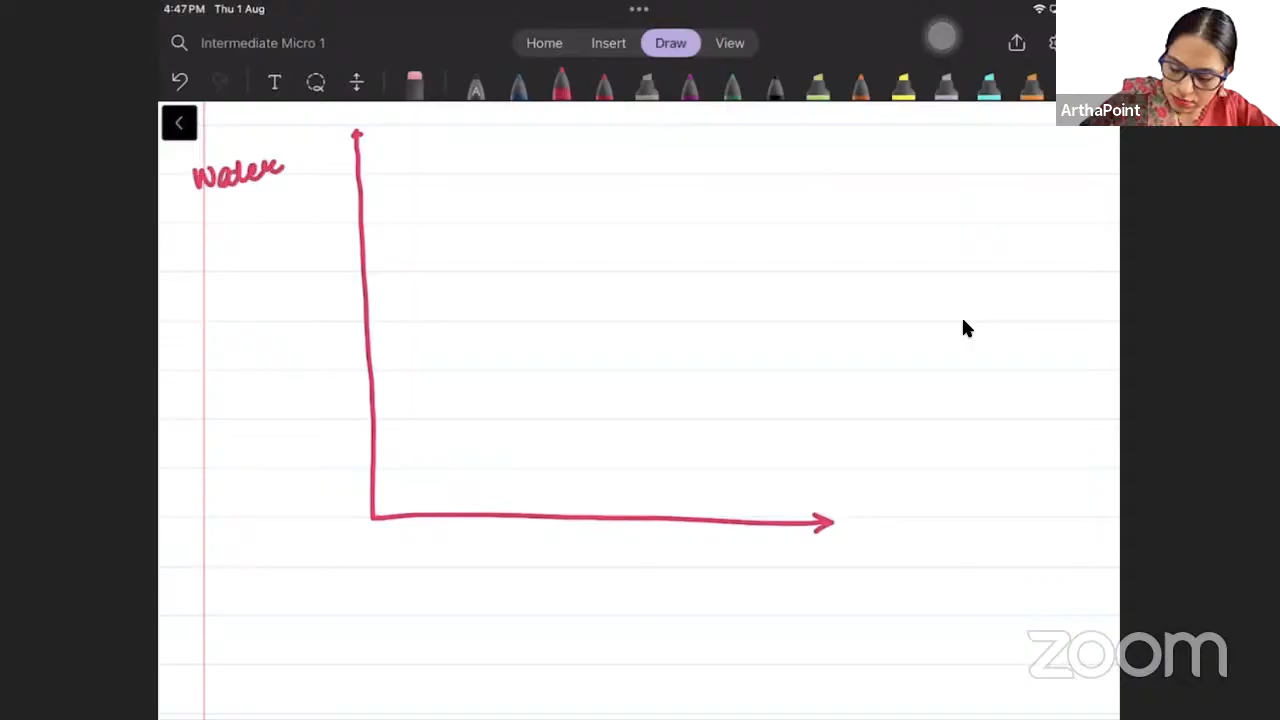 4:47 PM Thu 1 Aug
Intermediate Micro 1
Home Insert Draw View
T
A
ArthaPoint
Water
zoom